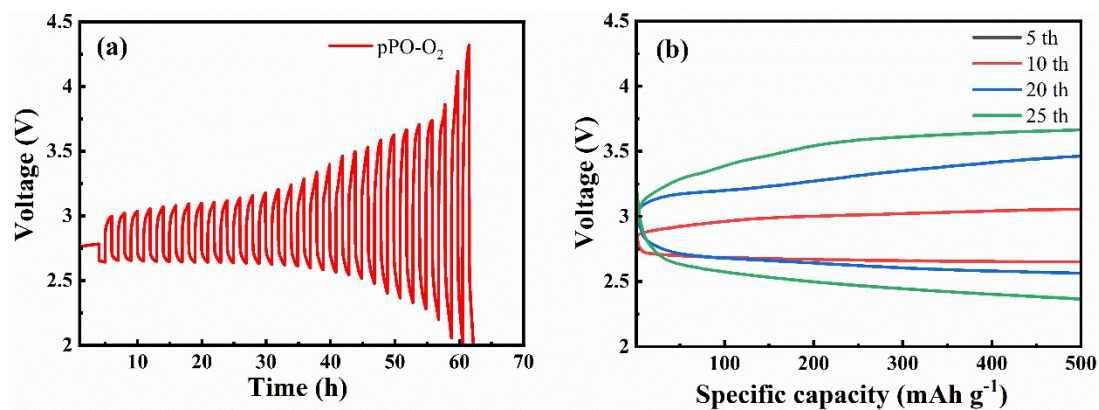 (a)
pPO-O₂
4.5
4
3.5
3
2.5
2
10 20 30 40 50 60 70
Voltage (V)
Time (h)
(b)
5 th
10 th
20 th
25 th
4.5
4
3.5
3
2.5
2
100 200 300 400 500
Voltage (V)
Specific capacity (mAh g⁻¹)